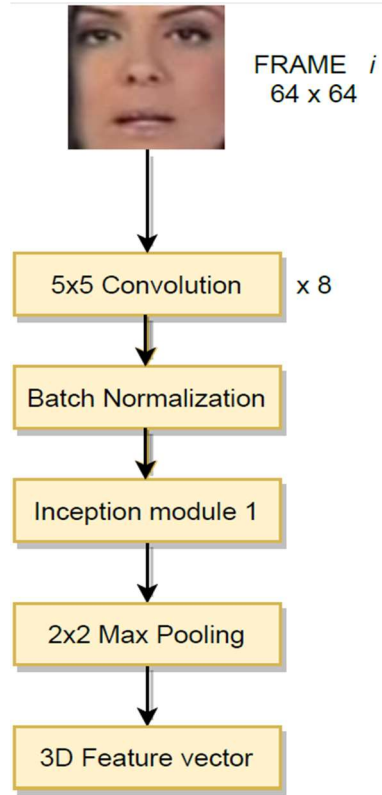 FRAME i
64 x 64
5x5 Convolution
x 8
Batch Normalization
Inception module 1
2x2 Max Pooling
3D Feature vector